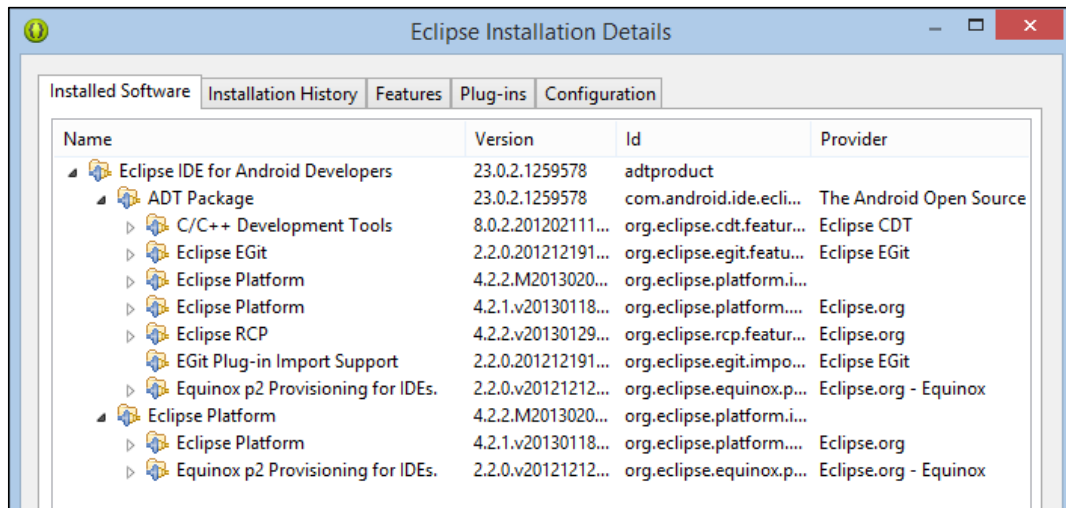 Eclipse Installation Details
Installed Software Installation History Features Plug-ins Configuration
Name Version Id Provider
Eclipse IDE for Android Developers 23.0.2.1259578 adtproduct
ADT Package 23.0.2.1259578 com.android.ide.ecli... The Android Open Source
C/C++ Development Tools 8.0.2.201202111... org.eclipse.cdt.featur... Eclipse CDT
Eclipse EGit 2.2.0.201212191... org.eclipse.egit.featu... Eclipse EGit
Eclipse Platform 4.2.2.M2013020... org.eclipse.platform.i...
Eclipse Platform 4.2.1.v20130118... org.eclipse.platform.... Eclipse.org
Eclipse RCP 4.2.2.v20130129... org.eclipse.rcp.featur... Eclipse.org
EGit Plug-in Import Support 2.2.0.201212191... org.eclipse.egit.impo... Eclipse EGit
Equinox p2 Provisioning for IDEs. 2.2.0.v20121212... org.eclipse.equinox.p... Eclipse.org - Equinox
Eclipse Platform 4.2.2.M2013020... org.eclipse.platform.i...
Eclipse Platform 4.2.1.v20130118... org.eclipse.platform.... Eclipse.org
Equinox p2 Provisioning for IDEs. 2.2.0.v20121212... org.eclipse.equinox.p... Eclipse.org - Equinox